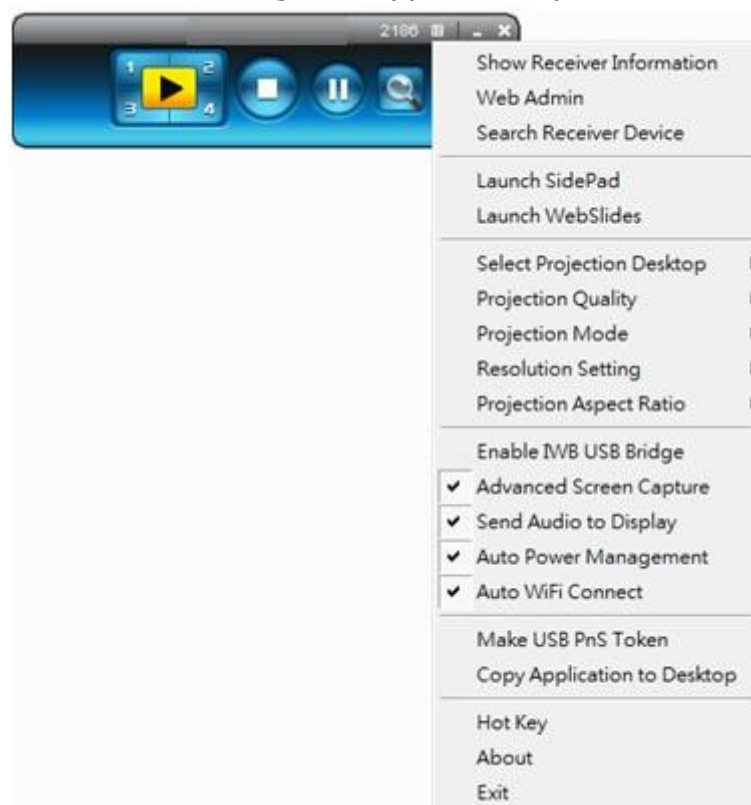 2186
1 2
3 4
Show Receiver Information
Web Admin
Search Receiver Device
Launch SidePad
Launch WebSlides
Select Projection Desktop
Projection Quality
Projection Mode
Resolution Setting
Projection Aspect Ratio
Enable IWB USB Bridge
Advanced Screen Capture
Send Audio to Display
Auto Power Management
Auto WiFi Connect
Make USB PnS Token
Copy Application to Desktop
Hot Key
About
Exit